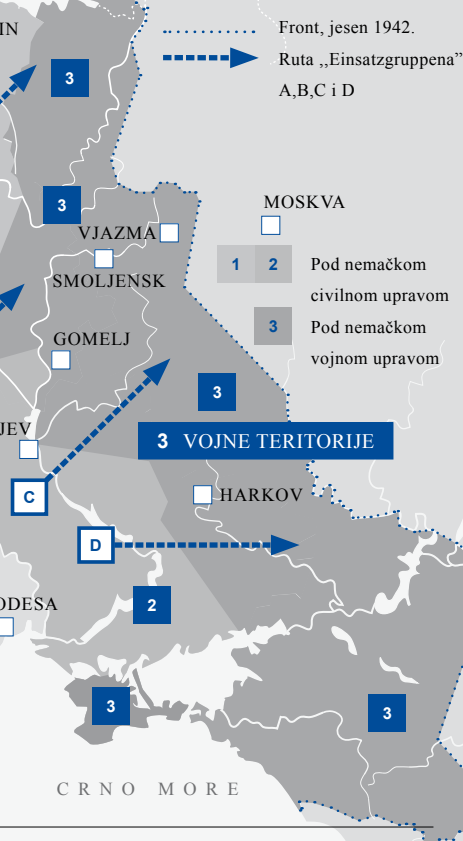 IN
Front, jesen 1942.
Ruta ,,Einsatzgruppena”
A,B,C i D
3
3
MOSKVA
VJAZMA
SMOLJENSK
1 2 Pod nemačkom
civilnom upravom
3 Pod nemačkom
vojnom upravom
GOMELJ
3
JEV
3 VOJNE TERITORIJE
C
HARKOV
D
ODESA
2
3
3
CRNO MORE